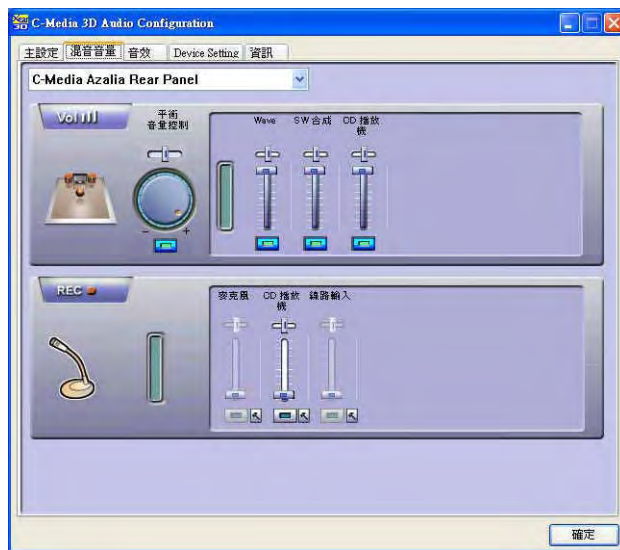 C-Media 3D Audio Configuration
主設定 混音音量 音效 Device Setting 資訊
C-Media Azalia Rear Panel
Vol
平衡
音量控制
Wave SW 合成 CD 播放
機
- +
REC
麥克風 CD 播放 線路輸入
機
確定